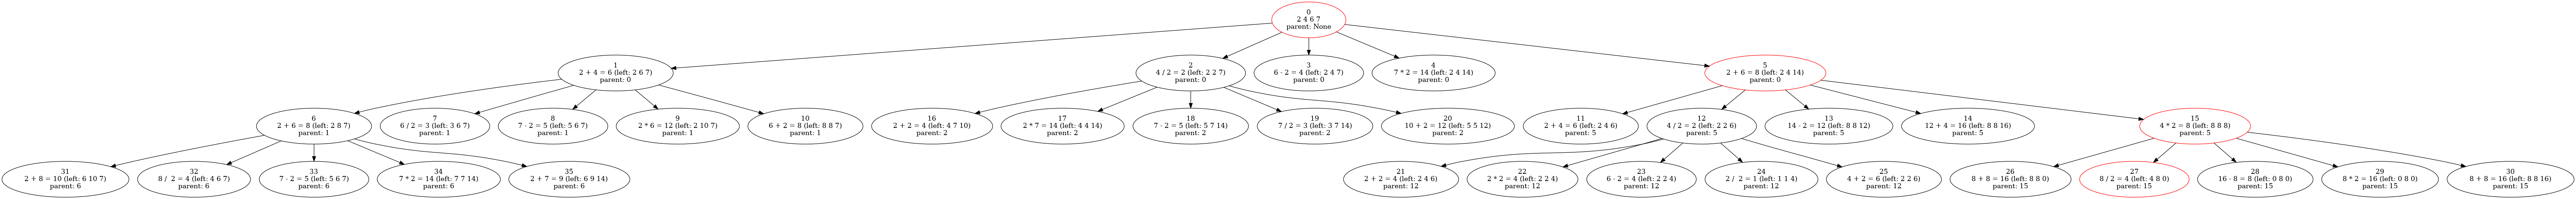 0
2 4 6 7
parent: None
1
2 + 4 = 6 (left: 2 6 7)
parent: 0
2
4 / 2 = 2 (left: 2 2 7)
parent: 0
3
6 - 2 = 4 (left: 2 4 7)
parent: 0
4
7 * 2 = 14 (left: 2 4 14)
parent: 0
5
2 + 6 = 8 (left: 2 4 14)
parent: 0
6
2 + 6 = 8 (left: 2 8 7)
parent: 1
7
6 / 2 = 3 (left: 3 6 7)
parent: 1
8
7 - 2 = 5 (left: 5 6 7)
parent: 1
9
2 * 6 = 12 (left: 2 10 7)
parent: 1
10
6 + 2 = 8 (left: 8 8 7)
parent: 1
16
2 + 2 = 4 (left: 4 7 10)
parent: 2
17
2 * 7 = 14 (left: 4 4 14)
parent: 2
18
7 - 2 = 5 (left: 5 7 14)
parent: 2
19
7 / 2 = 3 (left: 3 7 14)
parent: 2
20
10 + 2 = 12 (left: 5 5 12)
parent: 2
11
2 + 4 = 6 (left: 2 4 6)
parent: 5
12
4 / 2 = 2 (left: 2 2 6)
parent: 5
13
14 - 2 = 12 (left: 8 8 12)
parent: 5
14
12 + 4 = 16 (left: 8 8 16)
parent: 5
15
4 * 2 = 8 (left: 8 8 8)
parent: 5
31
2 + 8 = 10 (left: 6 10 7)
parent: 6
32
8 / 2 = 4 (left: 4 6 7)
parent: 6
33
7 - 2 = 5 (left: 5 6 7)
parent: 6
34
7 * 2 = 14 (left: 7 7 14)
parent: 6
35
2 + 7 = 9 (left: 6 9 14)
parent: 6
21
2 + 2 = 4 (left: 2 4 6)
parent: 12
22
2 * 2 = 4 (left: 2 2 4)
parent: 12
23
6 - 2 = 4 (left: 2 2 4)
parent: 12
24
2 / 2 = 1 (left: 1 1 4)
parent: 12
25
4 + 2 = 6 (left: 2 2 6)
parent: 12
26
8 + 8 = 16 (left: 8 8 0)
parent: 15
27
8 / 2 = 4 (left: 4 8 0)
parent: 15
28
16 - 8 = 8 (left: 0 8 0)
parent: 15
29
8 * 2 = 16 (left: 0 8 0)
parent: 15
30
8 + 8 = 16 (left: 8 8 16)
parent: 15